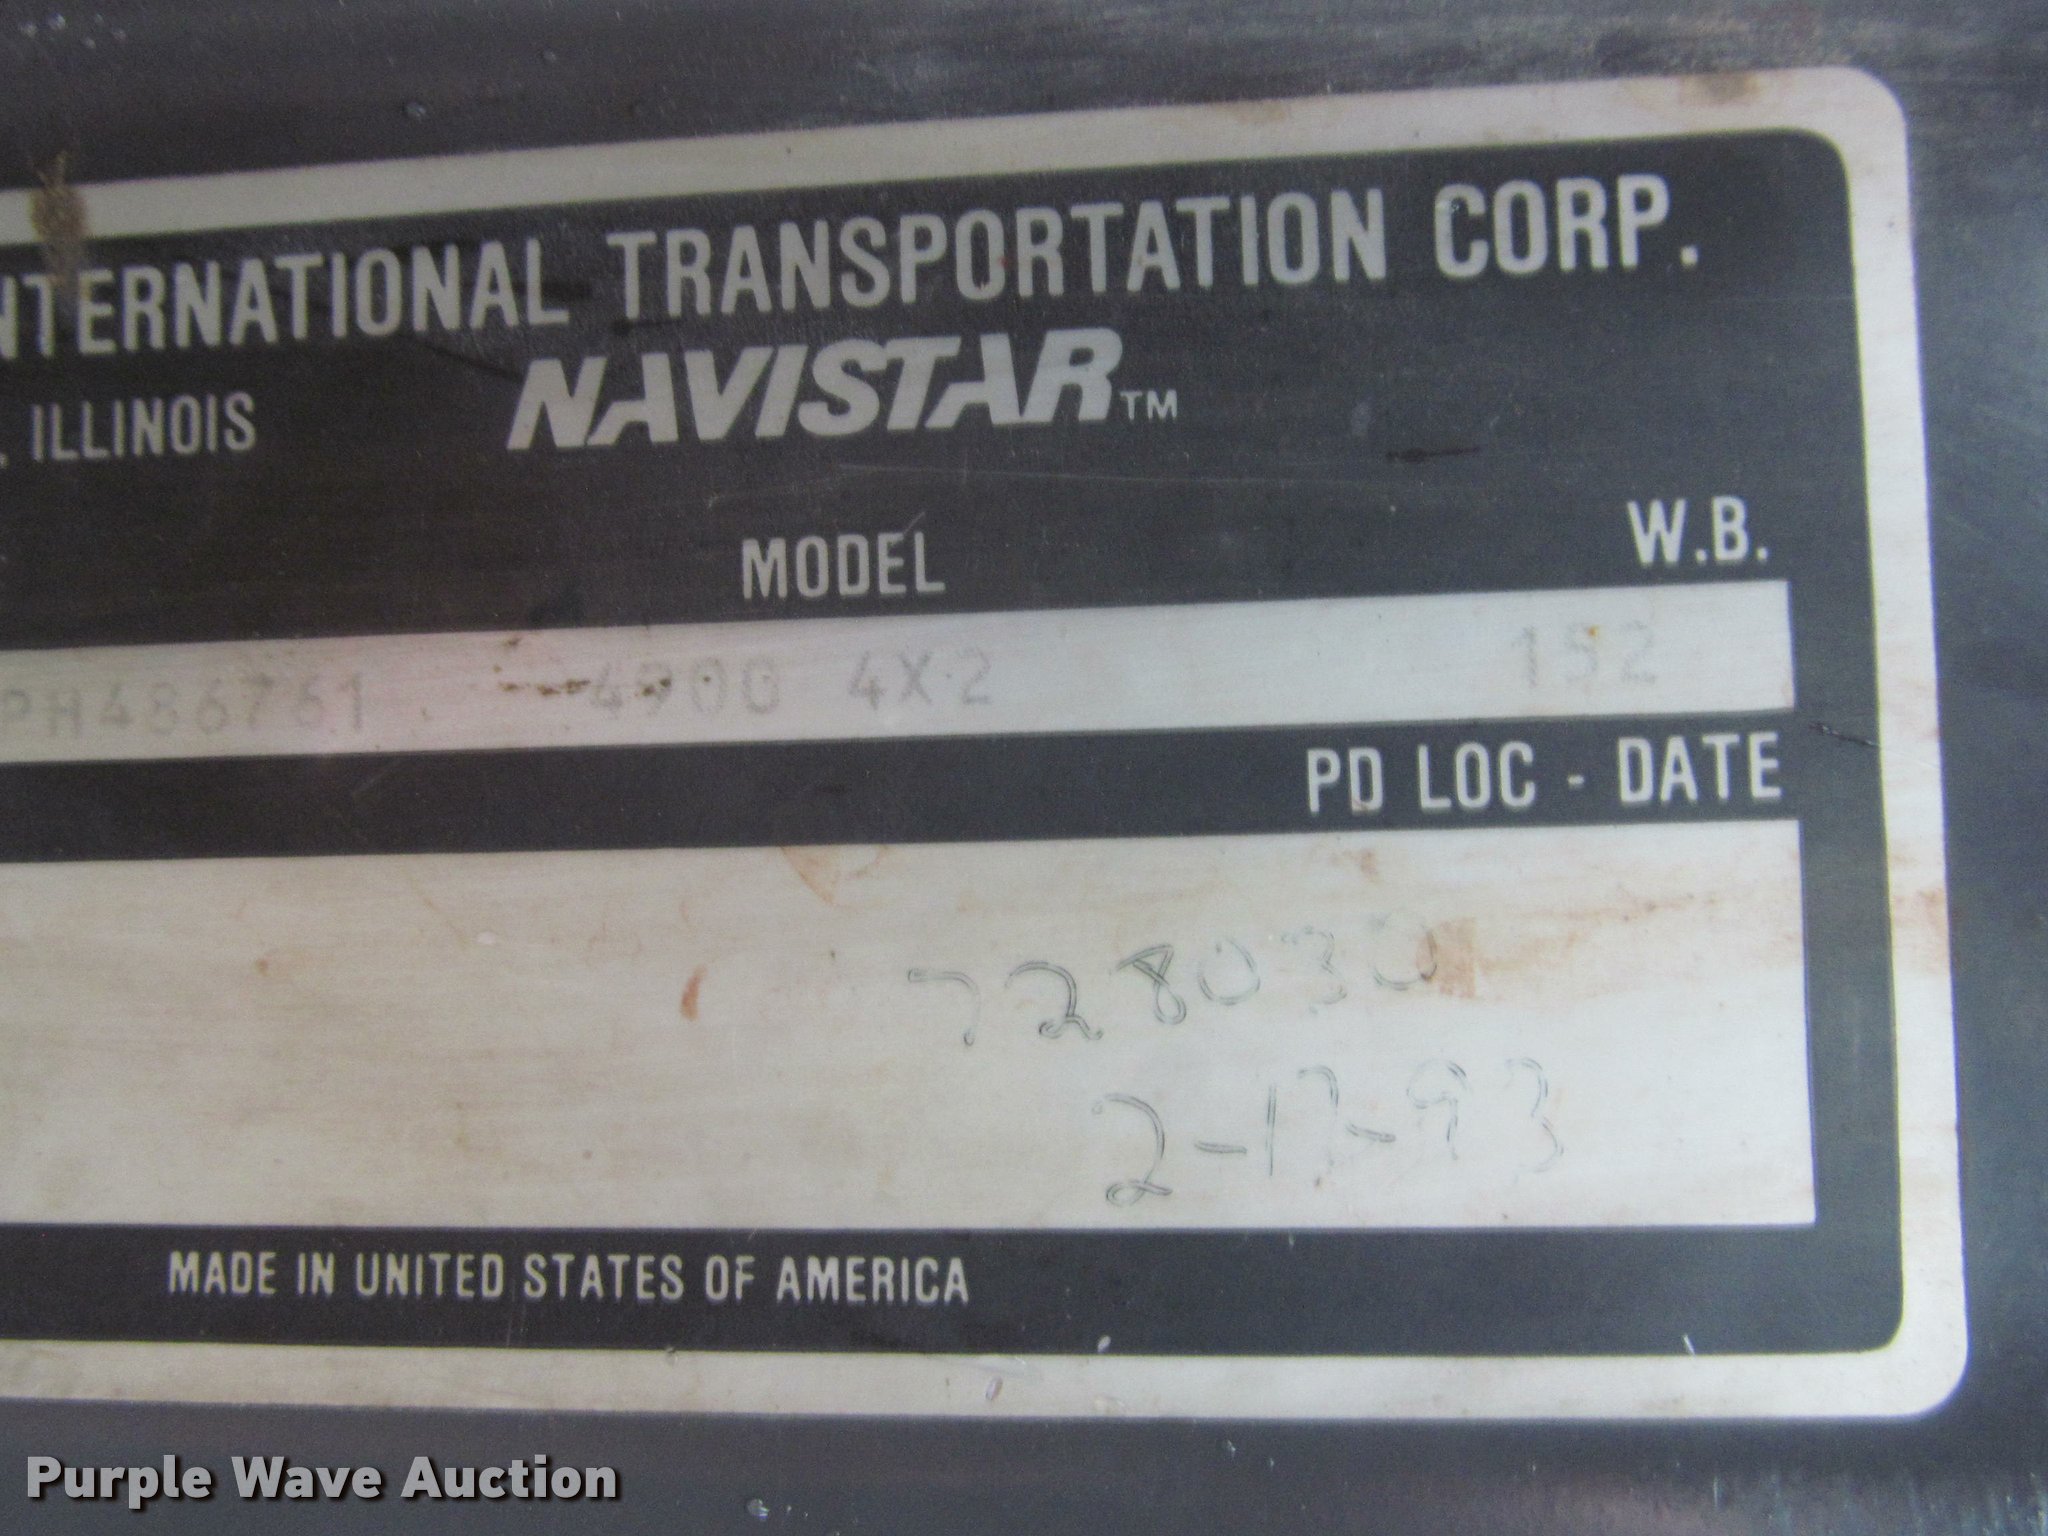 NTERNATIONAL TRANSPORTATION CORP.
, ILLINOIS NAVISTAR™
MODEL W.B.
PH486761 4900 4X2 152
PD LOC - DATE
728030
2-17-93
MADE IN UNITED STATES OF AMERICA
Purple Wave Auction